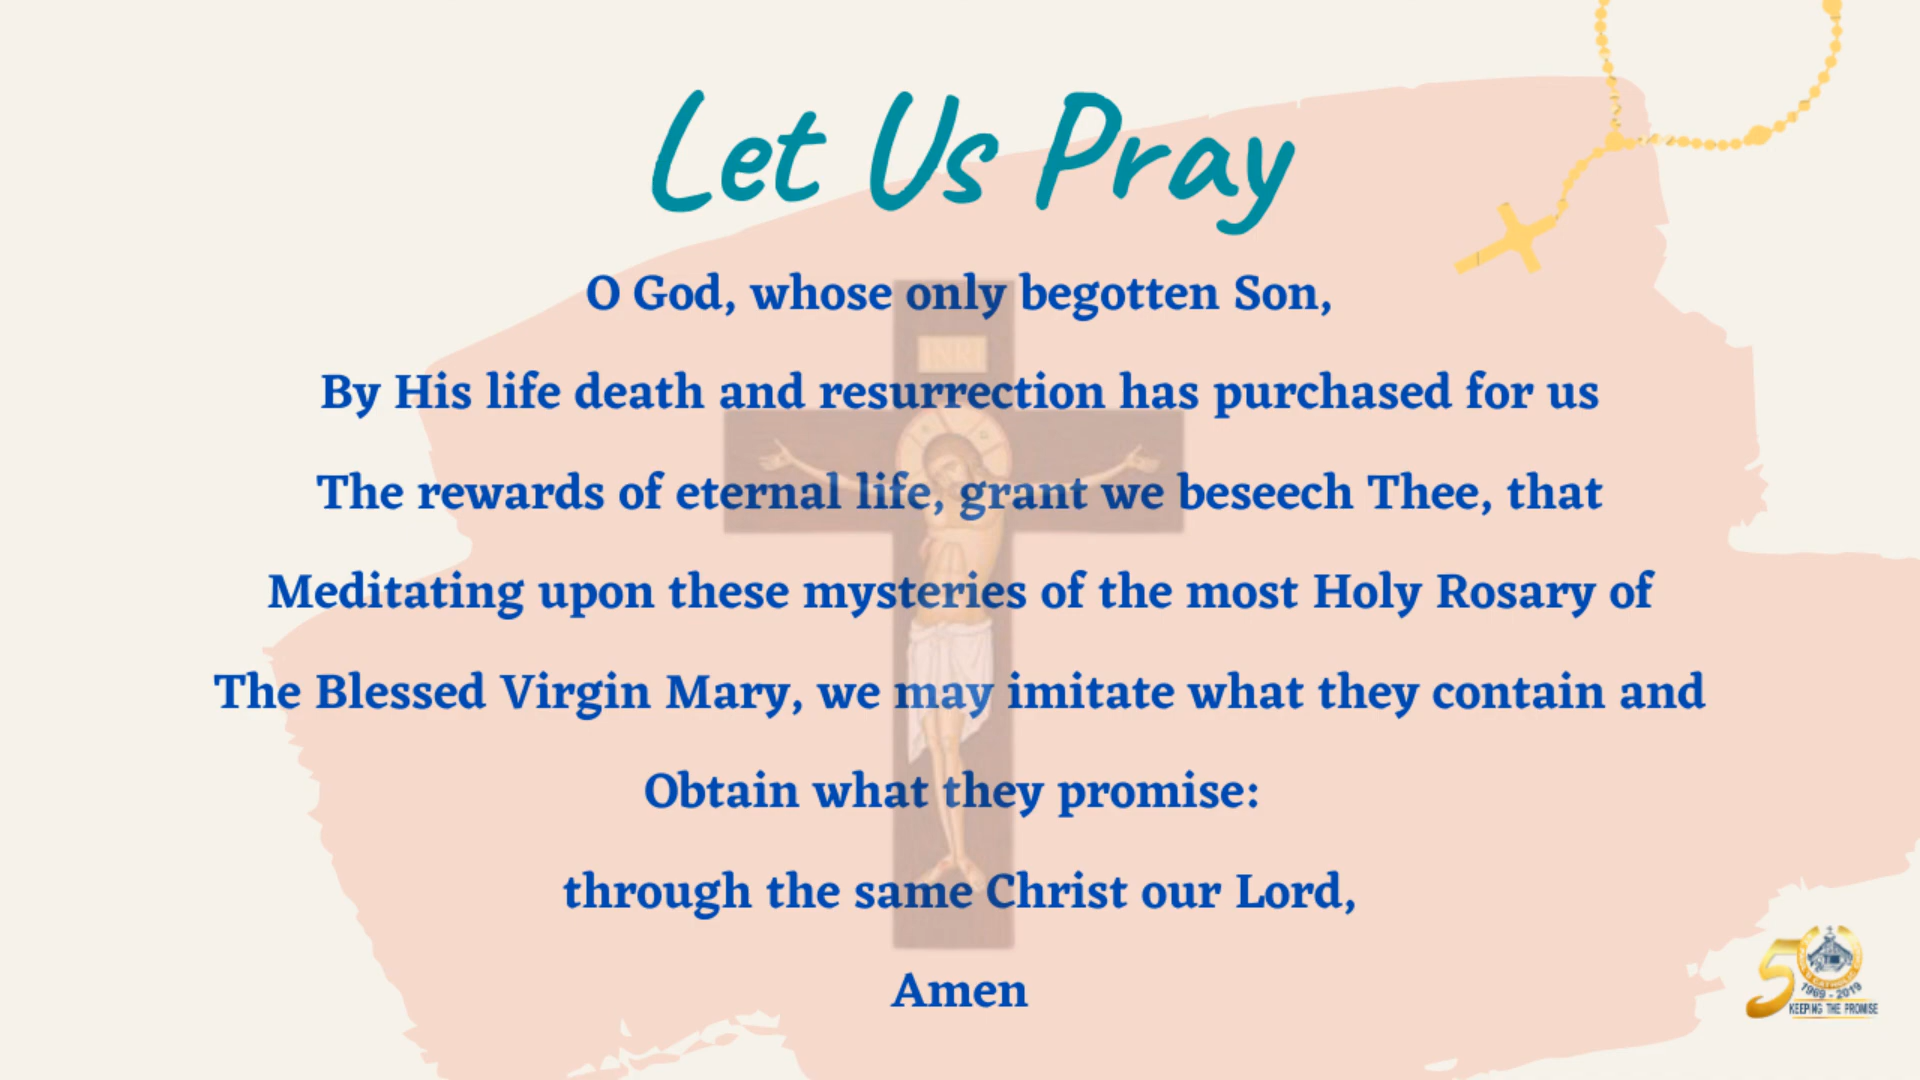 Let Us Pray
O God, whose only begotten Son,
INRI
By His life death and resurrection has purchased for us
The rewards of eternal life, grant we beseech Thee, that
Meditating upon these mysteries of the most Holy Rosary of
The Blessed Virgin Mary, we may imitate what they contain and
Obtain what they promise:
through the same Christ our Lord,
Amen
50
1969 - 2019
KEEPING THE PROMISE